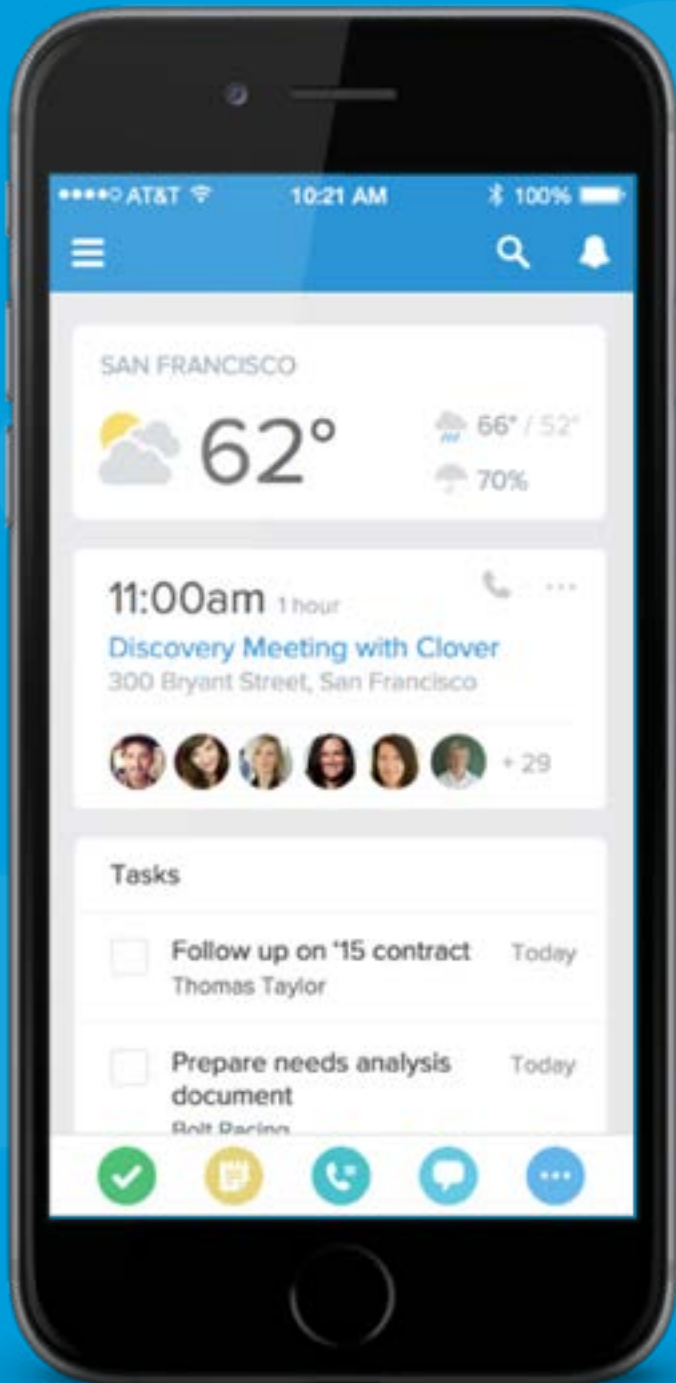 AT&T 10:21 AM 100%
SAN FRANCISCO
62° 66° / 52°
70%
11:00am 1 hour
Discovery Meeting with Clover
300 Bryant Street, San Francisco
+ 29
Tasks
Follow up on '15 contract Today
Thomas Taylor
Prepare needs analysis Today
document
Bolt Racing